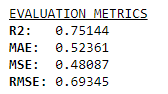 EVALUATION METRICS
R2: 0.75144
MAE: 0.52361
MSE: 0.48087
RMSE: 0.69345